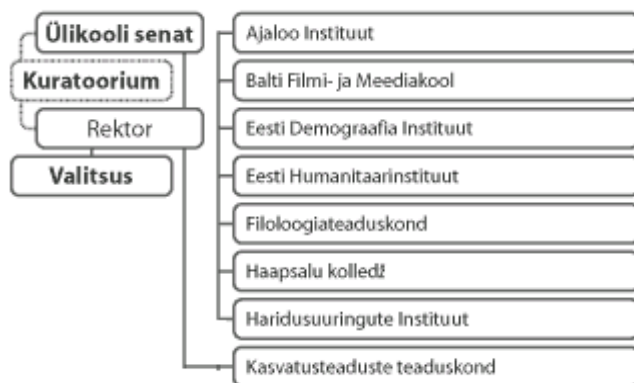 Ülikooli senat
Kuratoorium
Rektor
Valitsus
Ajaloo Instituut
Balti Filmi- ja Meediakool
Eesti Demograafia Instituut
Eesti Humanitaarinstituut
Filoloogiateaduskond
Haapsalu kolledž
Haridusuuringute Instituut
Kasvatusteaduste teaduskond